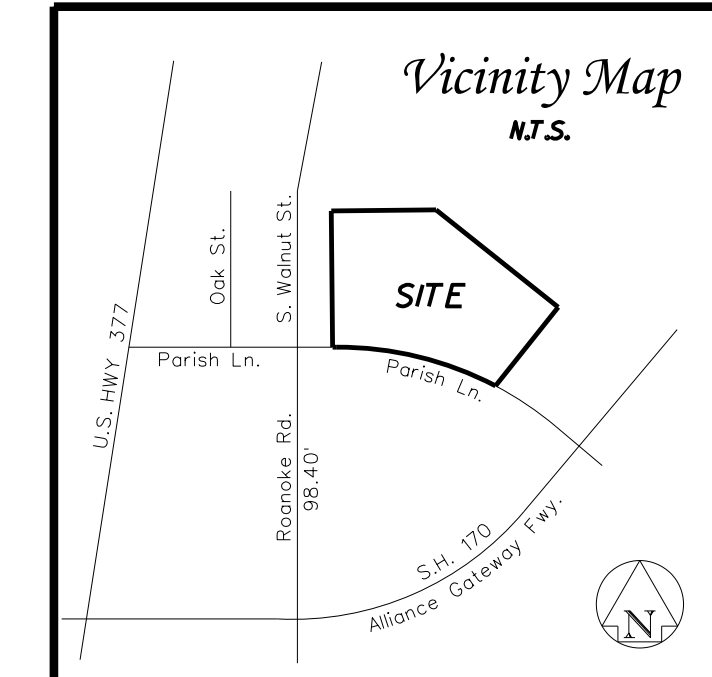 Vicinity Map
N.T.S.
Oak St.
S. Walnut St.
SITE
U.S. HWY 377
Parish Ln.
Parish Ln.
Roanoke Rd.
98.40'
S.H. 170
Alliance Gateway Fwy.
N